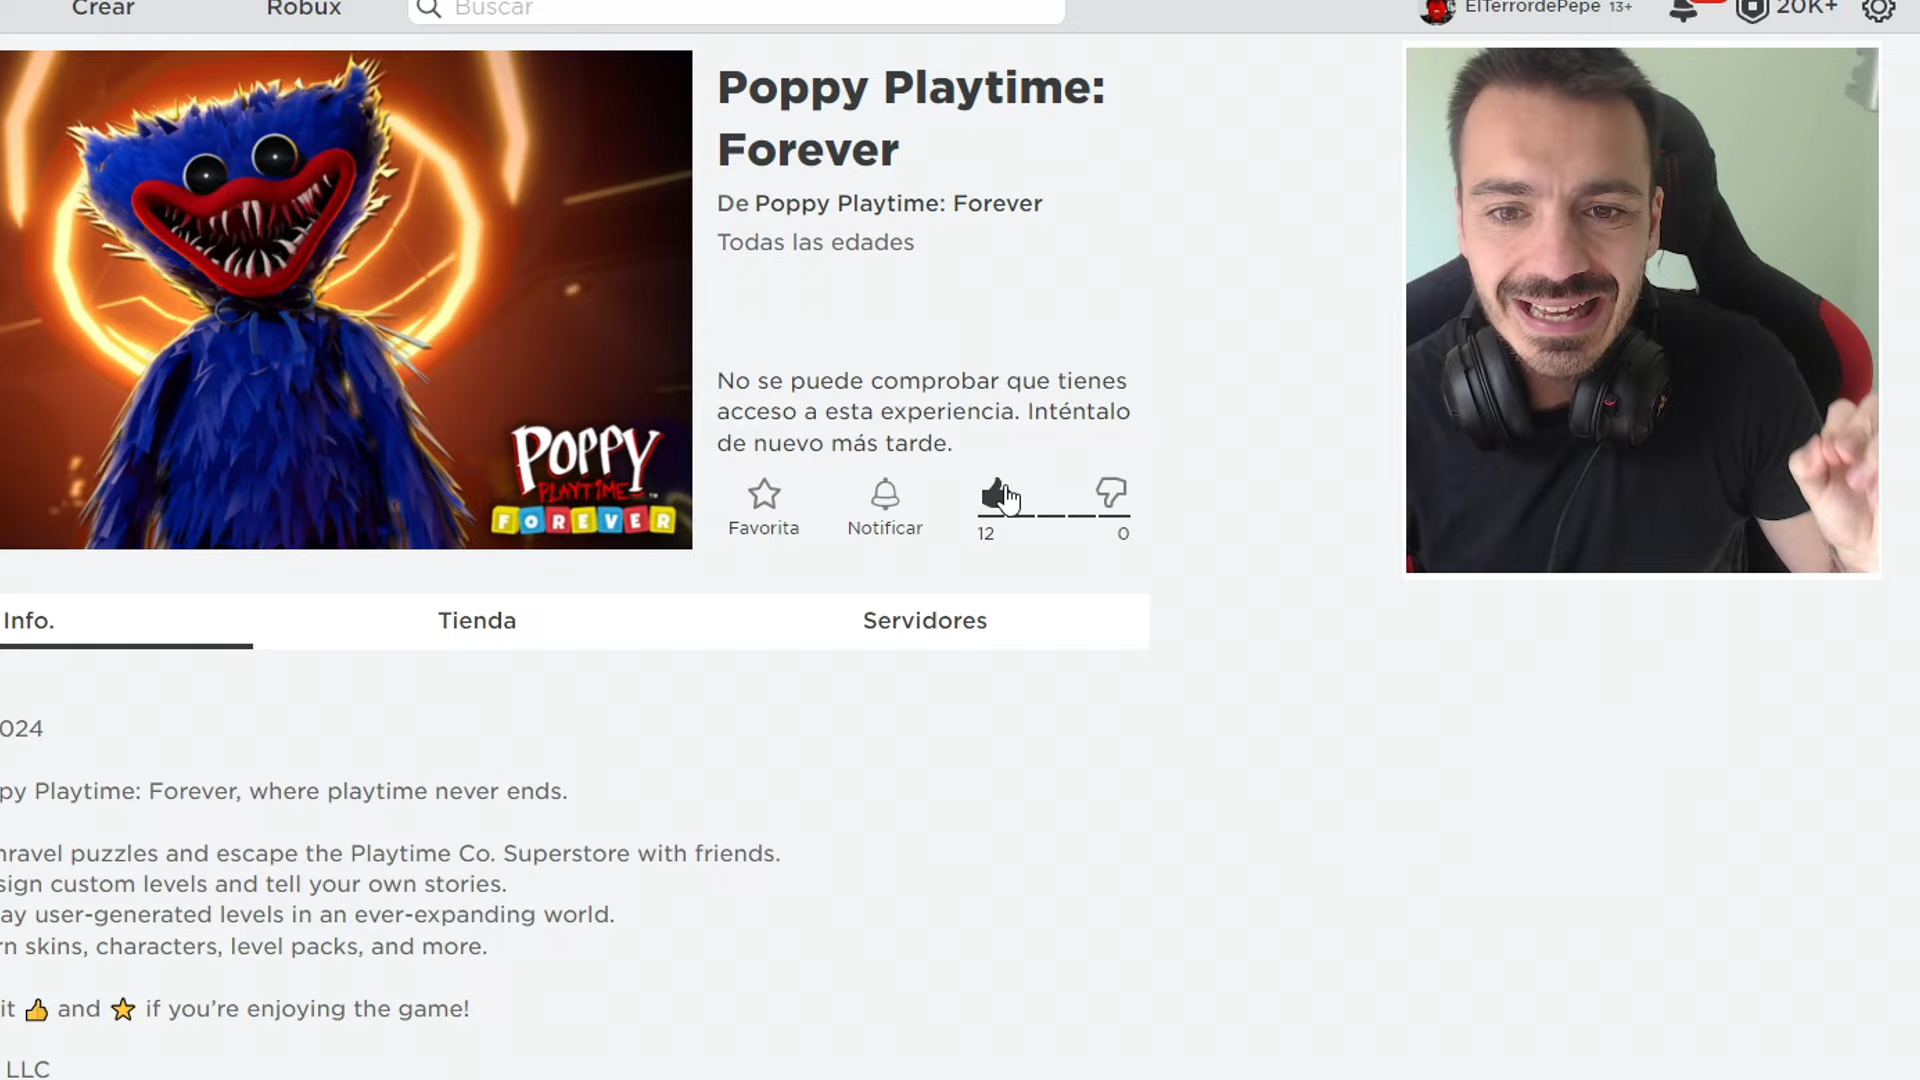 Crear
Robux
Buscar
ElTerrordePepe 13+
20K+
Poppy Playtime:
Forever
De Poppy Playtime: Forever
Todas las edades
No se puede comprobar que tienes
acceso a esta experiencia. Inténtalo
de nuevo más tarde.
POPPY
PLAYTIME™
FOREVER
Favorita
Notificar
12
0
Info.
Tienda
Servidores
024
py Playtime: Forever, where playtime never ends.
nravel puzzles and escape the Playtime Co. Superstore with friends.
sign custom levels and tell your own stories.
ay user-generated levels in an ever-expanding world.
rn skins, characters, level packs, and more.
it 👍 and ⭐ if you’re enjoying the game!
LLC